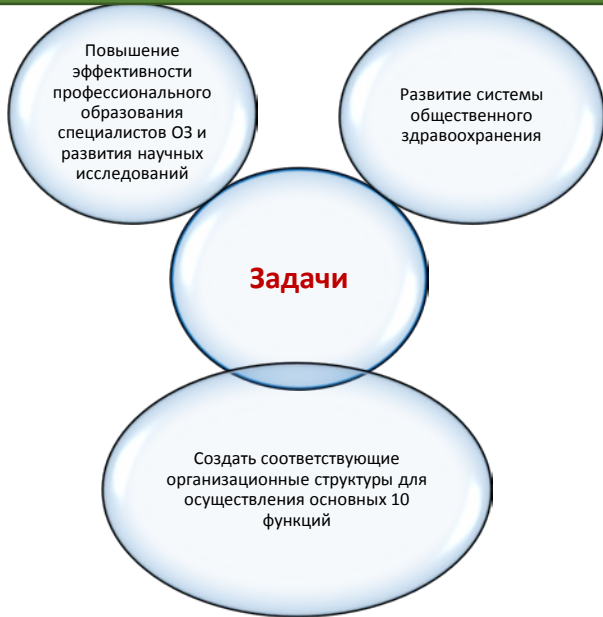 Повышение
эффективности
профессионального
образования
специалистов ОЗ и
развития научных
исследований
Развитие системы
общественного
здравоохранения
Задачи
Создать соответствующие
организационные структуры для
осуществления основных 10
функций